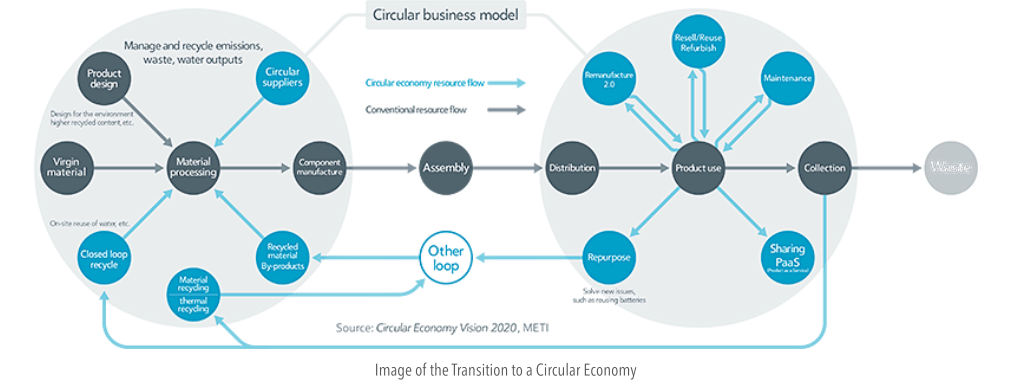 Circular business model
Manage and recycle emissions,
waste, water outputs
Product
design
Circular
suppliers
Design for the environment
higher recycled content, etc.
Circular economy resource flow
Conventional resource flow
Resell/Reuse
Refurbish
Remanufacture
2.0
Maintenance
Virgin
material
Material
processing
Component
manufacture
Assembly
Distribution
Product use
Collection
Waste
On-site reuse of water, etc.
Closed loop
recycle
Recycled
material
By-products
Other
loop
Repurpose
Sharing
PaaS
(Product as a Service)
Material
recycling
thermal
recycling
Solve new issues,
such as reusing batteries
Source: Circular Economy Vision 2020, METI
Image of the Transition to a Circular Economy